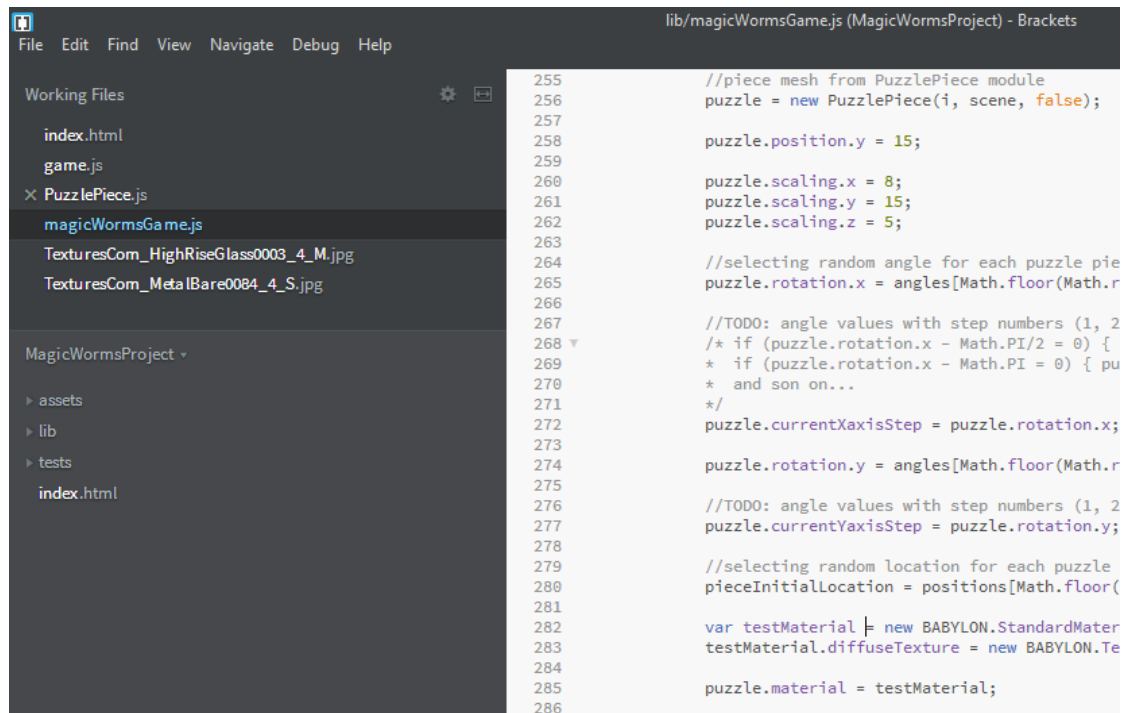 lib/magicWormsGame.js (MagicWormsProject) - Brackets
File Edit Find View Navigate Debug Help
Working Files
index.html
game.js
× PuzzlePiece.js
magicWormsGame.js
TexturesCom_HighRiseGlass0003_4_M.jpg
TexturesCom_MetalBare0084_4_S.jpg
MagicWormsProject
assets
lib
tests
index.html
255 //piece mesh from PuzzlePiece module
256 puzzle = new PuzzlePiece(i, scene, false);
257
258 puzzle.position.y = 15;
259
260 puzzle.scaling.x = 8;
261 puzzle.scaling.y = 15;
262 puzzle.scaling.z = 5;
263
264 //selecting random angle for each puzzle pie
265 puzzle.rotation.x = angles[Math.floor(Math.r
266
267 //TODO: angle values with step numbers (1, 2
268 /* if (puzzle.rotation.x - Math.PI/2 = 0) {
269 * if (puzzle.rotation.x - Math.PI = 0) { pu
270 * and son on...
271 */
272 puzzle.currentXaxisStep = puzzle.rotation.x;
273
274 puzzle.rotation.y = angles[Math.floor(Math.r
275
276 //TODO: angle values with step numbers (1, 2
277 puzzle.currentYaxisStep = puzzle.rotation.y;
278
279 //selecting random location for each puzzle
280 pieceInitialLocation = positions[Math.floor(
281
282 var testMaterial = new BABYLON.StandardMater
283 testMaterial.diffuseTexture = new BABYLON.Te
284
285 puzzle.material = testMaterial;
286